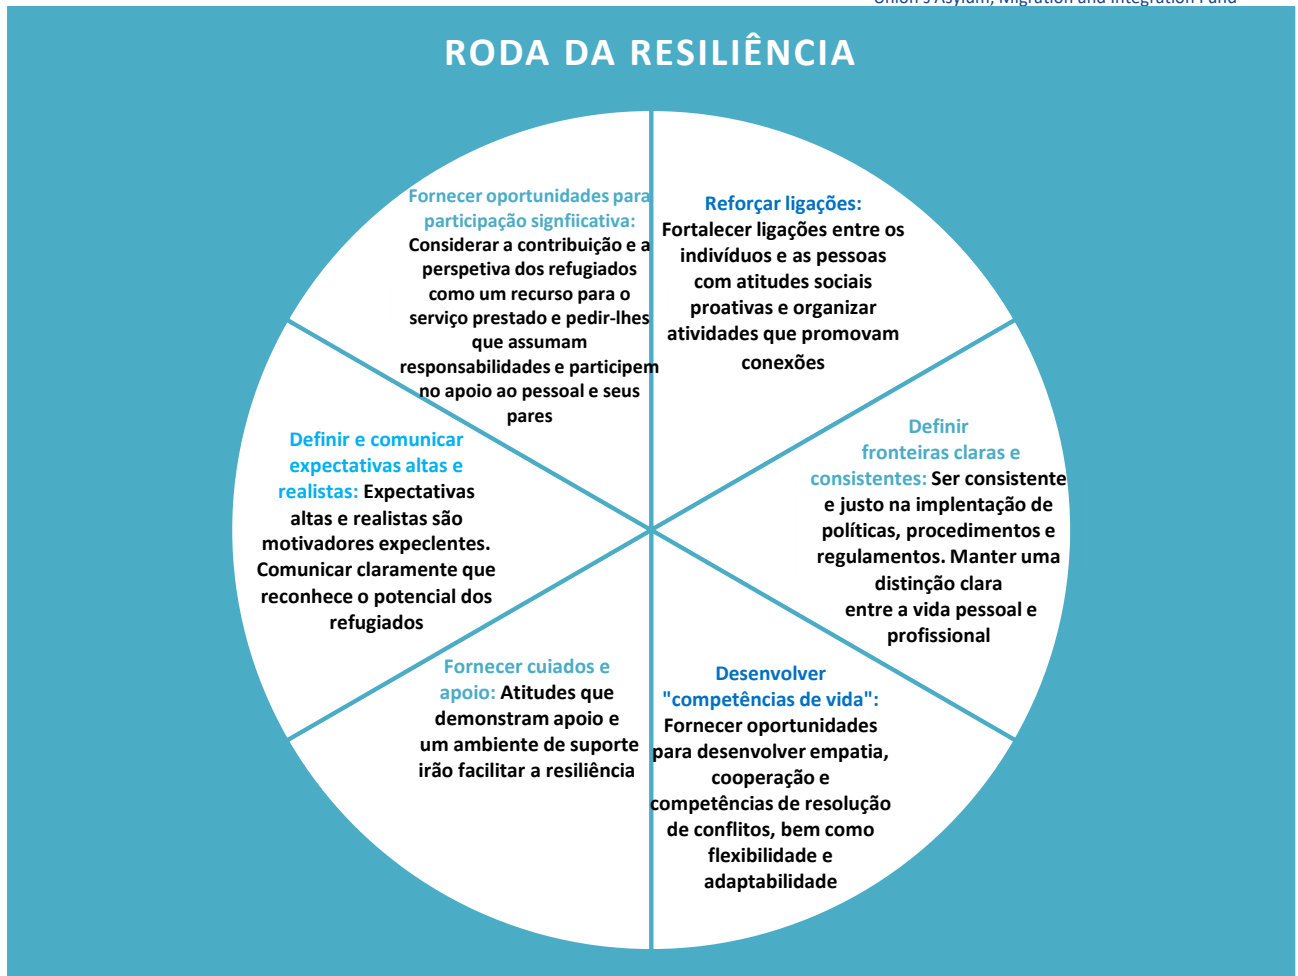 Union's Asylum, Migration and Integration Fund
RODA DA RESILIÊNCIA
Fornecer oportunidades para
participação signfiicativa:
Considerar a contribuição e a
perspetiva dos refugiados
como um recurso para o
serviço prestado e pedir-lhes
que assumam
responsabilidades e participem
no apoio ao pessoal e seus
pares
Reforçar ligações:
Fortalecer ligações entre os
indivíduos e as pessoas
com atitudes sociais
proativas e organizar
atividades que promovam
conexões
Definir
fronteiras claras e
consistentes: Ser consistente
e justo na implentação de
políticas, procedimentos e
regulamentos. Manter uma
distinção clara
entre a vida pessoal e
profissional
Desenvolver
"competências de vida":
Fornecer oportunidades
para desenvolver empatia,
cooperação e
competências de resolução
de conflitos, bem como
flexibilidade e
adaptabilidade
Fornecer cuiados e
apoio: Atitudes que
demonstram apoio e
um ambiente de suporte
irão facilitar a resiliência
Definir e comunicar
expectativas altas e
realistas: Expectativas
altas e realistas são
motivadores expeclentes.
Comunicar claramente que
reconhece o potencial dos
refugiados